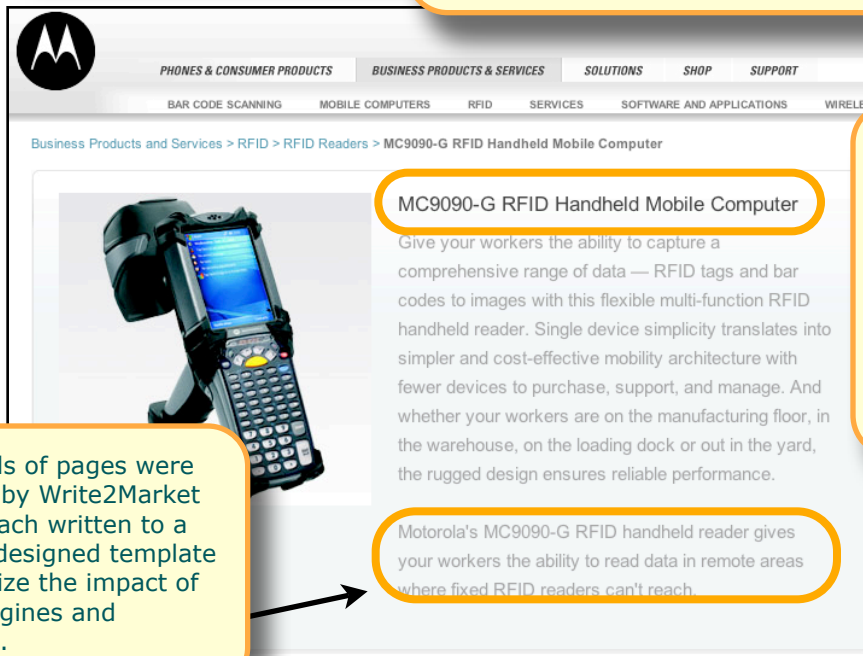 PHONES & CONSUMER PRODUCTS BUSINESS PRODUCTS & SERVICES SOLUTIONS SHOP SUPPORT
BAR CODE SCANNING MOBILE COMPUTERS RFID SERVICES SOFTWARE AND APPLICATIONS
Business Products and Services > RFID > RFID Readers > MC9090-G RFID Handheld Mobile Computer
MC9090-G RFID Handheld Mobile Computer
Give your workers the ability to capture a
comprehensive range of data — RFID tags and bar
codes to images with this flexible multi-function RFID
handheld reader. Single device simplicity translates into
simpler and cost-effective mobility architecture with
fewer devices to purchase, support, and manage. And
whether your workers are on the manufacturing floor, in
the warehouse, on the loading dock or out in the yard,
the rugged design ensures reliable performance.
Motorola's MC9090-G RFID handheld reader gives
your workers the ability to read data in remote areas
where fixed RFID readers can't reach.
of pages were
by Write2Market
written to a
designed template
the impact of
and